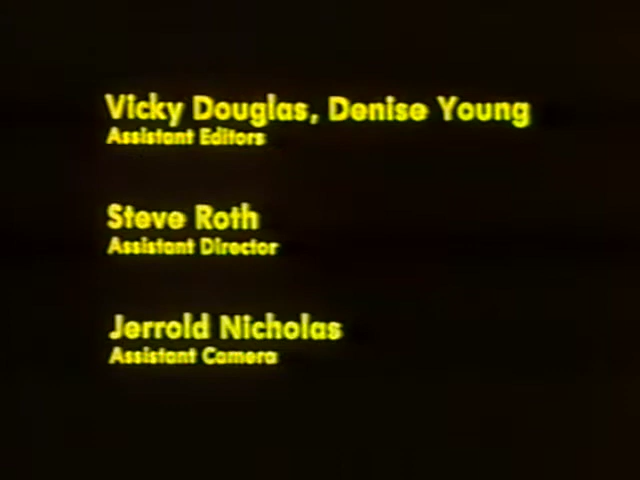 Vicky Douglas, Denise Young
Assistant Editors
Steve Roth
Assistant Director
Jerrold Nicholas
Assistant Camera